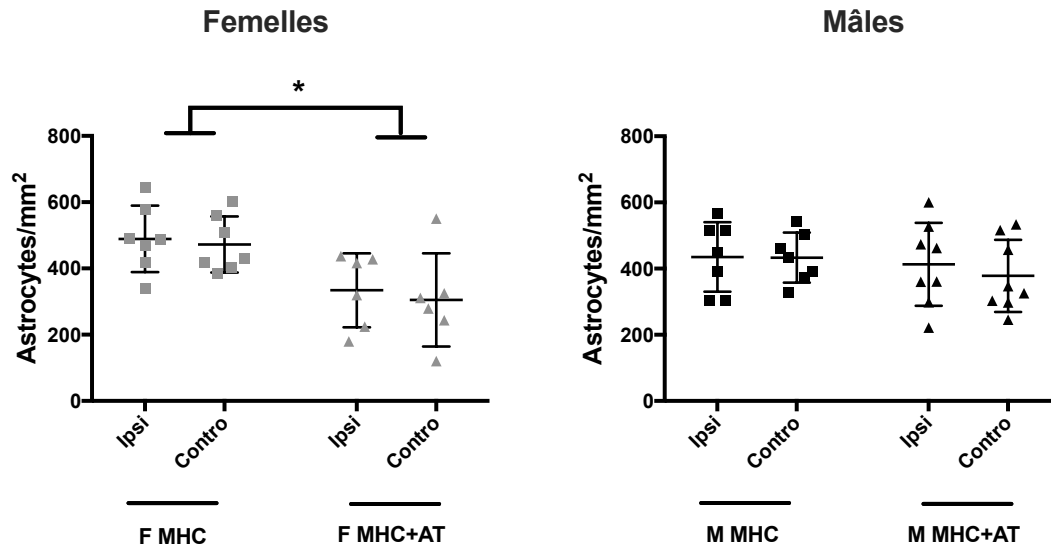 Femelles
*
Astrocytes/mm²
800
600
400
200
0
Ipsi
Contro
Ipsi
Contro
F MHC
F MHC+AT
Mâles
Astrocytes/mm²
800
600
400
200
0
Ipsi
Contro
Ipsi
Contro
M MHC
M MHC+AT